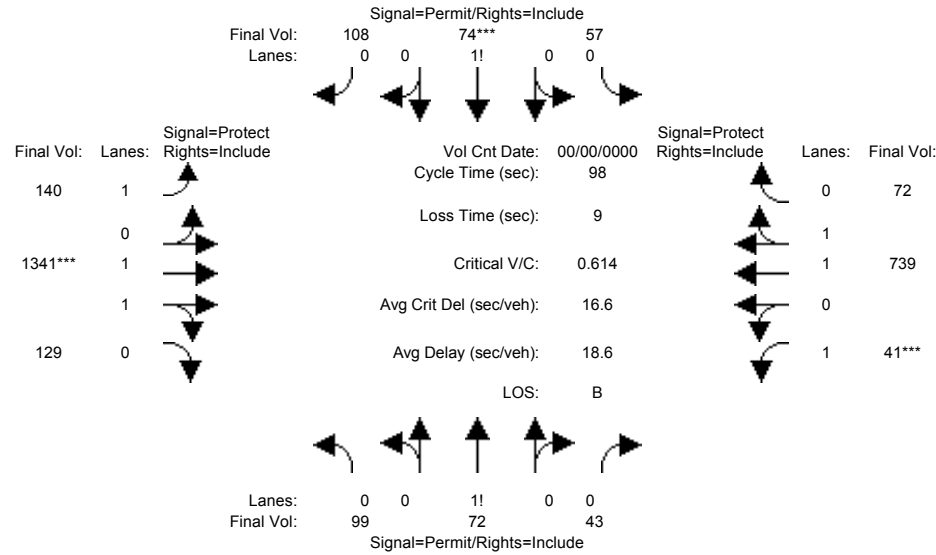 Signal=Permit/Rights=Include
Final Vol: 108 74*** 57
Lanes: 0 0 1! 0 0
Signal=Protect Signal=Protect
Final Vol: Lanes: Rights=Include Vol Cnt Date: 00/00/0000 Rights=Include Lanes: Final Vol:
Cycle Time (sec): 98
140 1 0 72
Loss Time (sec): 9
0 1
1341*** 1 Critical V/C: 0.614 1 739
1 Avg Crit Del (sec/veh): 16.6 0
129 0 Avg Delay (sec/veh): 18.6 1 41***
LOS: B
Lanes: 0 0 1! 0 0
Final Vol: 99 72 43
Signal=Permit/Rights=Include